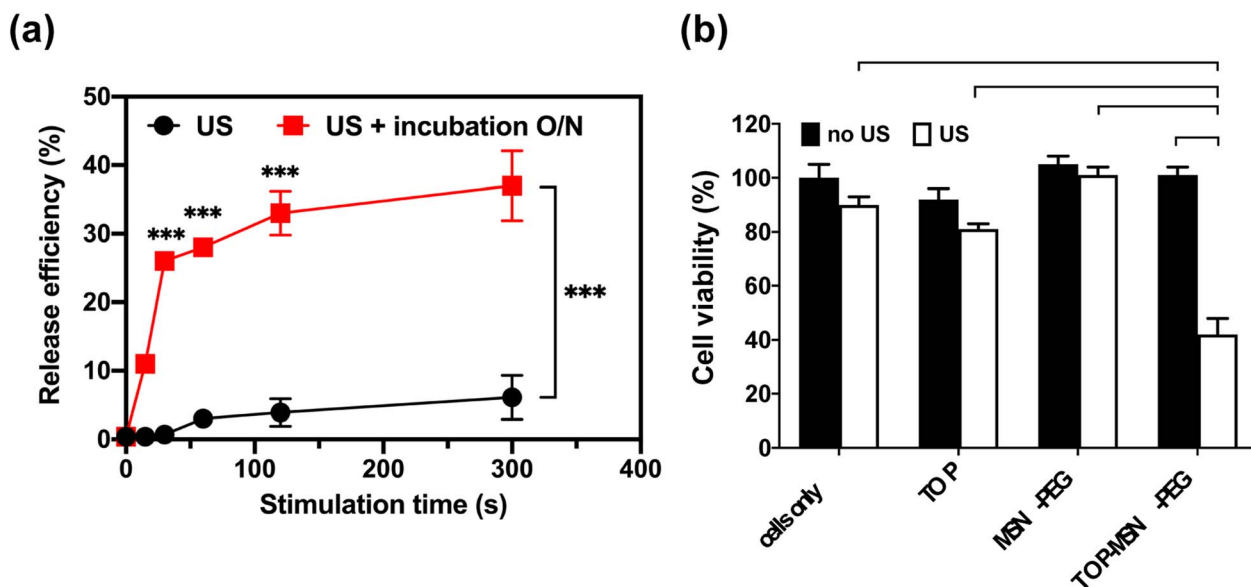 (a)
US
US + incubation O/N
Release efficiency (%)
50
40
30
20
10
0
***
***
***
***
0
100
200
300
400
Stimulation time (s)
(b)
no US
US
Cell viability (%)
120
100
80
60
40
20
0
cells only
TOP
MSN -PEG
TOP-MSN -PEG